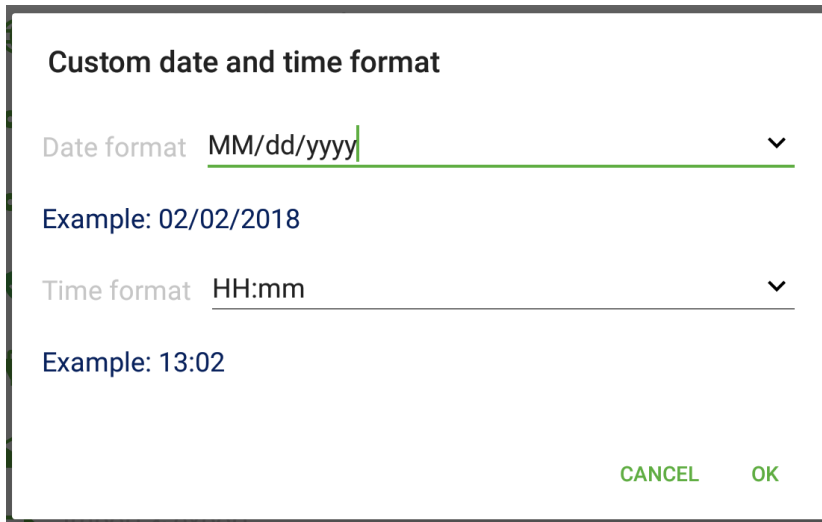 Custom date and time format
Date format MM/dd/yyyy
Example: 02/02/2018
Time format HH:mm
Example: 13:02
CANCEL OK